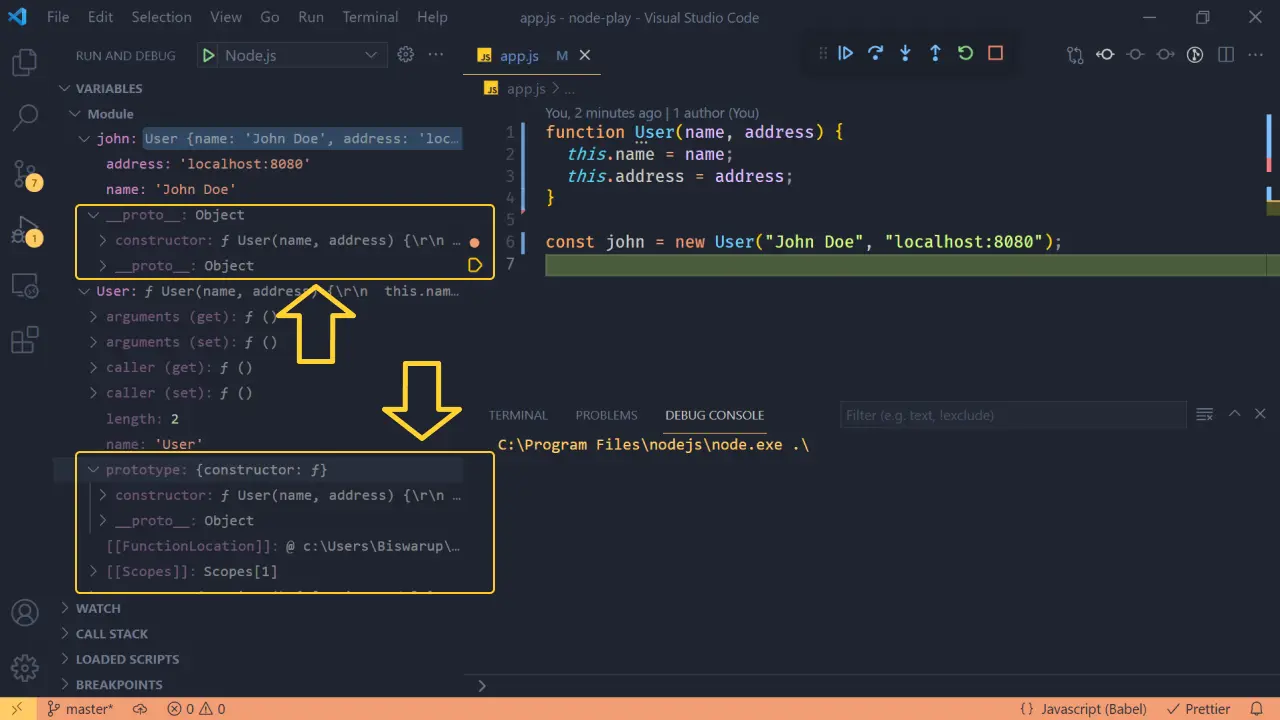 File Edit Selection View Go Run Terminal Help app.js - node-play - Visual Studio Code
RUN AND DEBUG Node.js
VARIABLES
Module
john: User {name: 'John Doe', address: 'loc…
address: 'localhost:8080'
name: 'John Doe'
__proto__: Object
constructor: ƒ User(name, address) {\r\n …
__proto__: Object
User: ƒ User(name, address) {\r\n  this.nam…
arguments (get): ƒ ()
arguments (set): ƒ ()
caller (get): ƒ ()
caller (set): ƒ ()
length: 2
name: 'User'
prototype: {constructor: ƒ}
constructor: ƒ User(name, address) {\r\n …
__proto__: Object
[[FunctionLocation]]: @ c:\Users\Biswarup\…
[[Scopes]]: Scopes[1]
WATCH
CALL STACK
LOADED SCRIPTS
BREAKPOINTS
7
1
JS app.js M
JS app.js > ...
You, 2 minutes ago | 1 author (You)
1 function User(name, address) {
2 this.name = name;
3 this.address = address;
4 }
5
6 const john = new User("John Doe", "localhost:8080");
7
TERMINAL PROBLEMS DEBUG CONSOLE Filter (e.g. text, !exclude)
C:\Program Files\nodejs\node.exe .\
master* 0 0 {} Javascript (Babel) Prettier